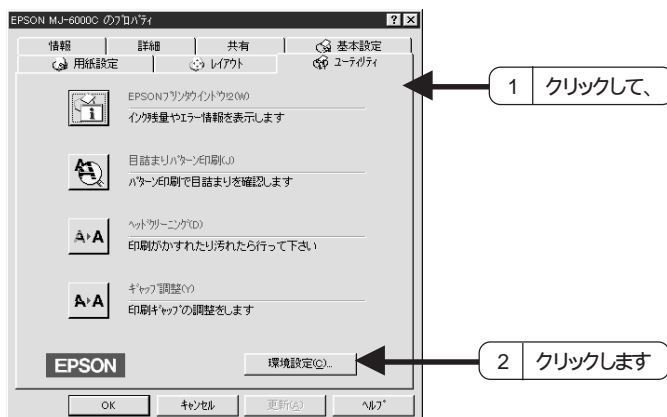 EPSON MJ-6000C のﾌﾟﾛﾊﾟﾃｨ
情報 詳細 共有 基本設定
用紙設定 ﾚｲｱｳﾄ ﾕｰﾃｨﾘﾃｨ
EPSONﾌﾟﾘﾝﾀｳｨﾝﾄﾞｳ!2(W)
ｲﾝｸ残量やｴﾗｰ情報を表示します
目詰まりﾊﾟﾀｰﾝ印刷(J)
ﾊﾟﾀｰﾝ印刷で目詰まりを確認します
ﾍｯﾄﾞｸﾘｰﾆﾝｸﾞ(D)
印刷がかすれたり汚れたら行って下さい
ｷﾞｬｯﾌﾟ調整(Y)
印刷ｷﾞｬｯﾌﾟの調整をします
EPSON
環境設定(C)...
OK ｷｬﾝｾﾙ 更新(A) ﾍﾙﾌﾟ
1 クリックして、
2 クリックします